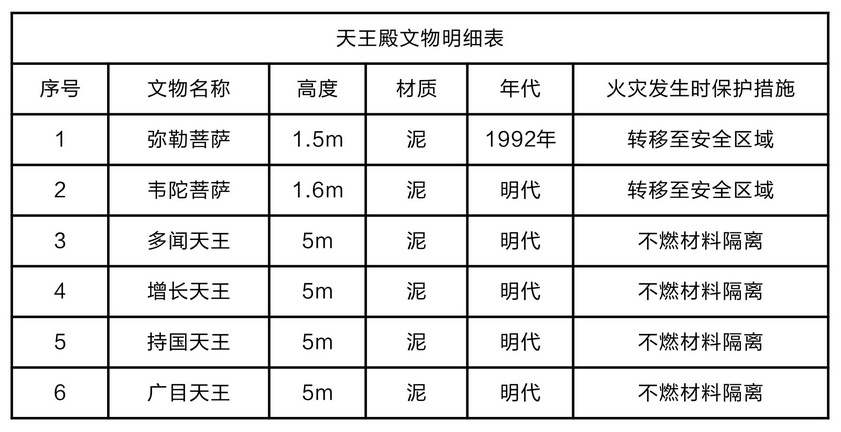 天王殿文物明细表
序号 文物名称 高度 材质 年代 火灾发生时保护措施
1 弥勒菩萨 1.5m 泥 1992年 转移至安全区域
2 韦陀菩萨 1.6m 泥 明代 转移至安全区域
3 多闻天王 5m 泥 明代 不燃材料隔离
4 增长天王 5m 泥 明代 不燃材料隔离
5 持国天王 5m 泥 明代 不燃材料隔离
6 广目天王 5m 泥 明代 不燃材料隔离